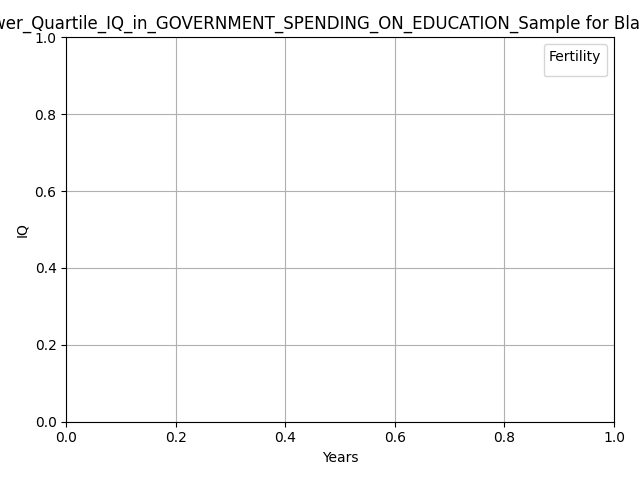 wer_Quartile_IQ_in_GOVERNMENT_SPENDING_ON_EDUCATION_Sample for Bla
Fertility
1.0
0.8
0.6
0.4
0.2
0.0
IQ
0.0 0.2 0.4 0.6 0.8 1.0
Years